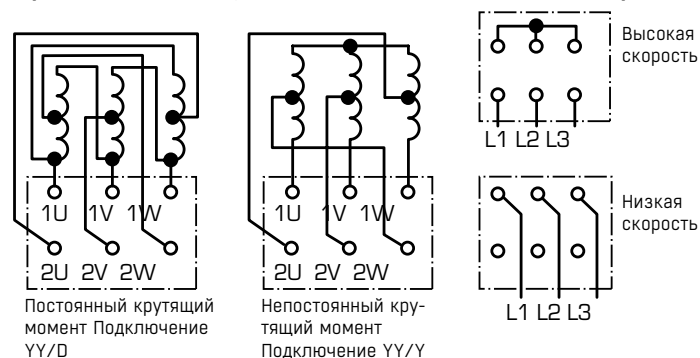 Высокая
скорость
L1 L2 L3
1U 1V 1W
2U 2V 2W
Постоянный крутящий
момент Подключение
YY/D
1U 1V 1W
2U 2V 2W
Непостоянный кру-
тящий момент
Подключение YY/Y
Низкая
скорость
L1 L2 L3